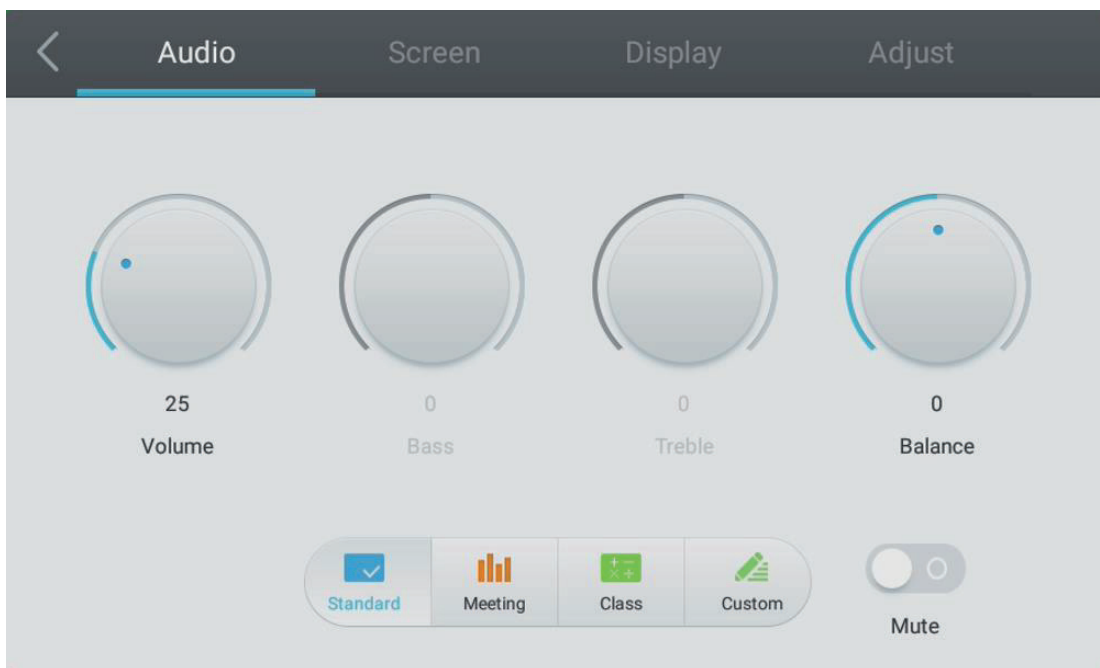 Audio Screen Display Adjust
25 0 0 0
Volume Bass Treble Balance
Standard Meeting Class Custom
Mute